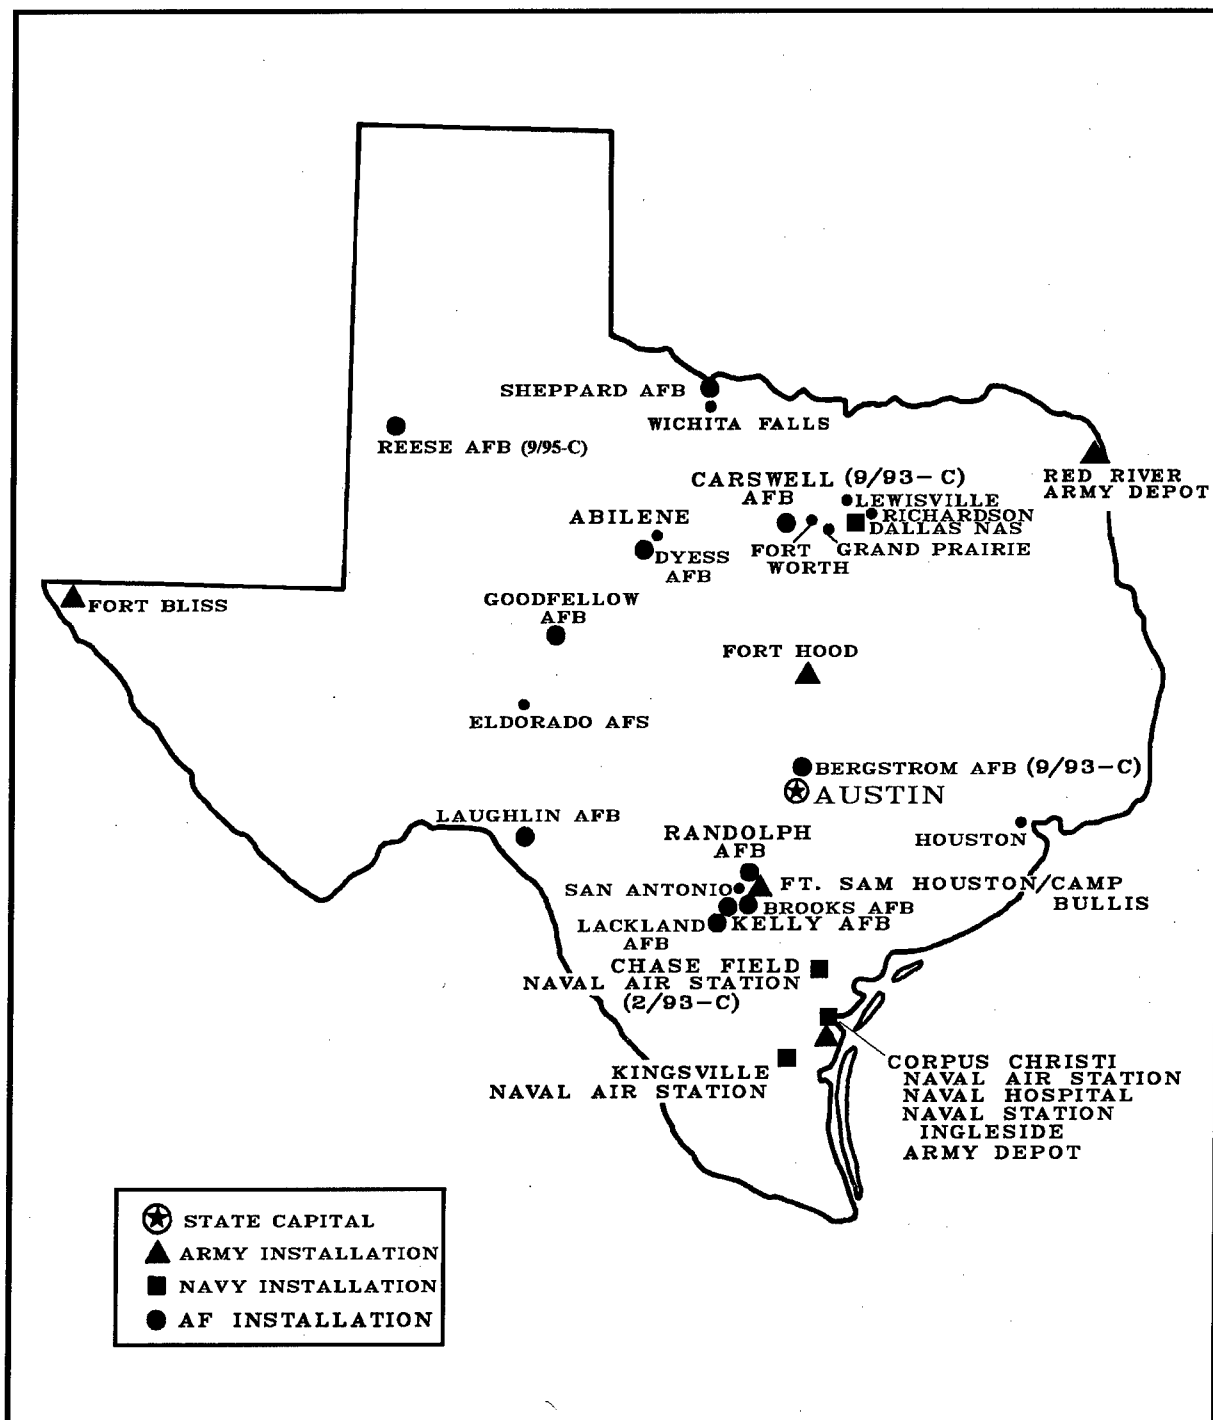 SHEPPARD AFB
WICHITA FALLS
REESE AFB (9/95-C)
CARSWELL (9/93-C)
AFB
LEWISVILLE
RICHARDSON
DALLAS NAS
FORT
WORTH
GRAND PRAIRIE
RED RIVER
ARMY DEPOT
ABILENE
DYESS
AFB
FORT BLISS
GOODFELLOW
AFB
FORT HOOD
ELDORADO AFS
BERGSTROM AFB (9/93-C)
AUSTIN
LAUGHLIN AFB
HOUSTON
RANDOLPH
AFB
SAN ANTONIO
FT. SAM HOUSTON/CAMP
BULLIS
BROOKS AFB
LACKLAND
AFB
KELLY AFB
CHASE FIELD
NAVAL AIR STATION
(2/93-C)
KINGSVILLE
NAVAL AIR STATION
CORPUS CHRISTI
NAVAL AIR STATION
NAVAL HOSPITAL
NAVAL STATION
INGLESIDE
ARMY DEPOT
STATE CAPITAL
ARMY INSTALLATION
NAVY INSTALLATION
AF INSTALLATION